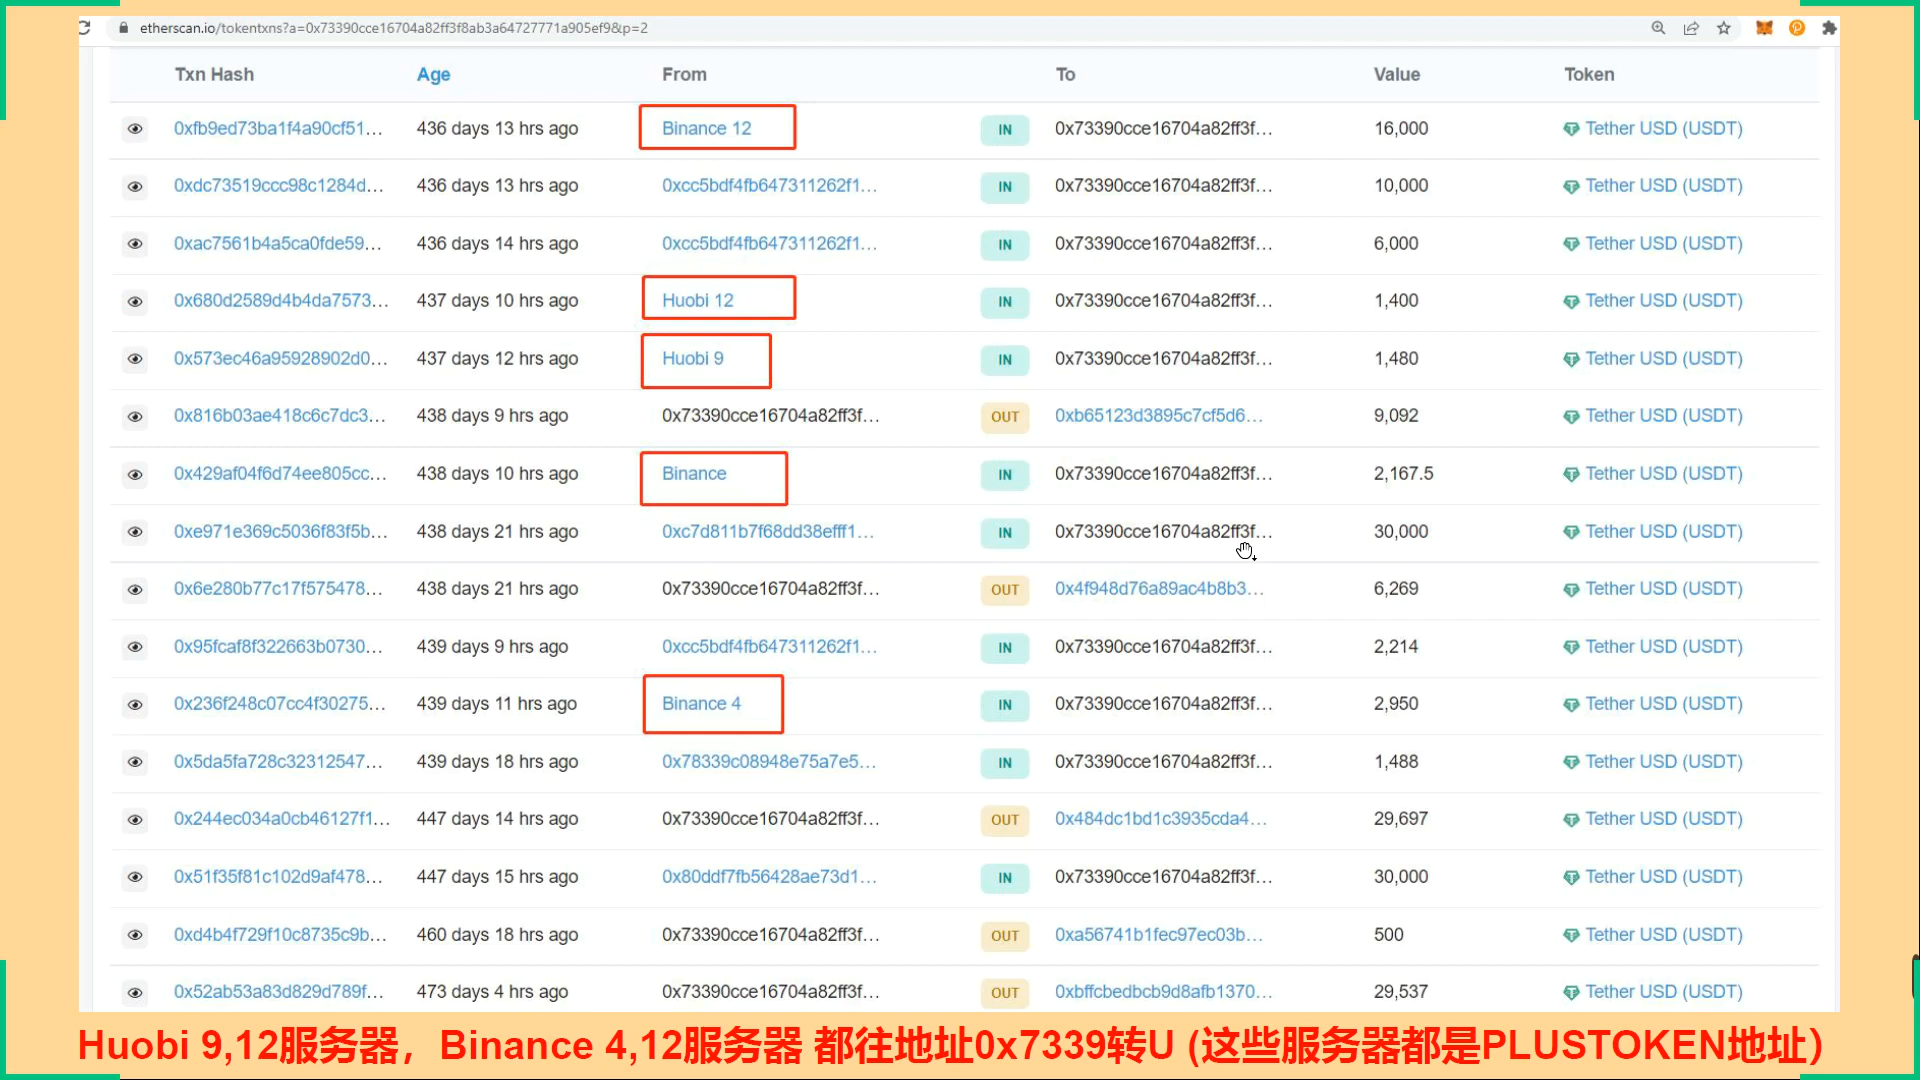 etherscan.io/tokentxns?a=0x73390cce16704a82ff3f8ab3a64727771a905ef9&p=2
Txn Hash Age From To Value Token
0xfb9ed73ba1f4a90cf51... 436 days 13 hrs ago Binance 12 IN 0x73390cce16704a82ff3f... 16,000 Tether USD (USDT)
0xdc73519ccc98c1284d... 436 days 13 hrs ago 0xcc5bdf4fb647311262f1... IN 0x73390cce16704a82ff3f... 10,000 Tether USD (USDT)
0xac7561b4a5ca0fde59... 436 days 14 hrs ago 0xcc5bdf4fb647311262f1... IN 0x73390cce16704a82ff3f... 6,000 Tether USD (USDT)
0x680d2589d4b4da7573... 437 days 10 hrs ago Huobi 12 IN 0x73390cce16704a82ff3f... 1,400 Tether USD (USDT)
0x573ec46a95928902d0... 437 days 12 hrs ago Huobi 9 IN 0x73390cce16704a82ff3f... 1,480 Tether USD (USDT)
0x816b03ae418c6c7dc3... 438 days 9 hrs ago 0x73390cce16704a82ff3f... OUT 0xb65123d3895c7cf5d6... 9,092 Tether USD (USDT)
0x429af04f6d74ee805cc... 438 days 10 hrs ago Binance IN 0x73390cce16704a82ff3f... 2,167.5 Tether USD (USDT)
0xe971e369c5036f83f5b... 438 days 21 hrs ago 0xc7d811b7f68dd38efff1... IN 0x73390cce16704a82ff3f... 30,000 Tether USD (USDT)
0x6e280b77c17f575478... 438 days 21 hrs ago 0x73390cce16704a82ff3f... OUT 0x4f948d76a89ac4b8b3... 6,269 Tether USD (USDT)
0x95fcaf8f322663b0730... 439 days 9 hrs ago 0xcc5bdf4fb647311262f1... IN 0x73390cce16704a82ff3f... 2,214 Tether USD (USDT)
0x236f248c07cc4f30275... 439 days 11 hrs ago Binance 4 IN 0x73390cce16704a82ff3f... 2,950 Tether USD (USDT)
0x5da5fa728c32312547... 439 days 18 hrs ago 0x78339c08948e75a7e5... IN 0x73390cce16704a82ff3f... 1,488 Tether USD (USDT)
0x244ec034a0cb46127f1... 447 days 14 hrs ago 0x73390cce16704a82ff3f... OUT 0x484dc1bd1c3935cda4... 29,697 Tether USD (USDT)
0x51f35f81c102d9af478... 447 days 15 hrs ago 0x80ddf7fb56428ae73d1... IN 0x73390cce16704a82ff3f... 30,000 Tether USD (USDT)
0xd4b4f729f10c8735c9b... 460 days 18 hrs ago 0x73390cce16704a82ff3f... OUT 0xa56741b1fec97ec03b... 500 Tether USD (USDT)
0x52ab53a83d829d789f... 473 days 4 hrs ago 0x73390cce16704a82ff3f... OUT 0xbffcbedbcb9d8afb1370... 29,537 Tether USD (USDT)
Huobi 9,12服务器，Binance 4,12服务器 都往地址0x7339转U (这些服务器都是PLUSTOKEN地址）